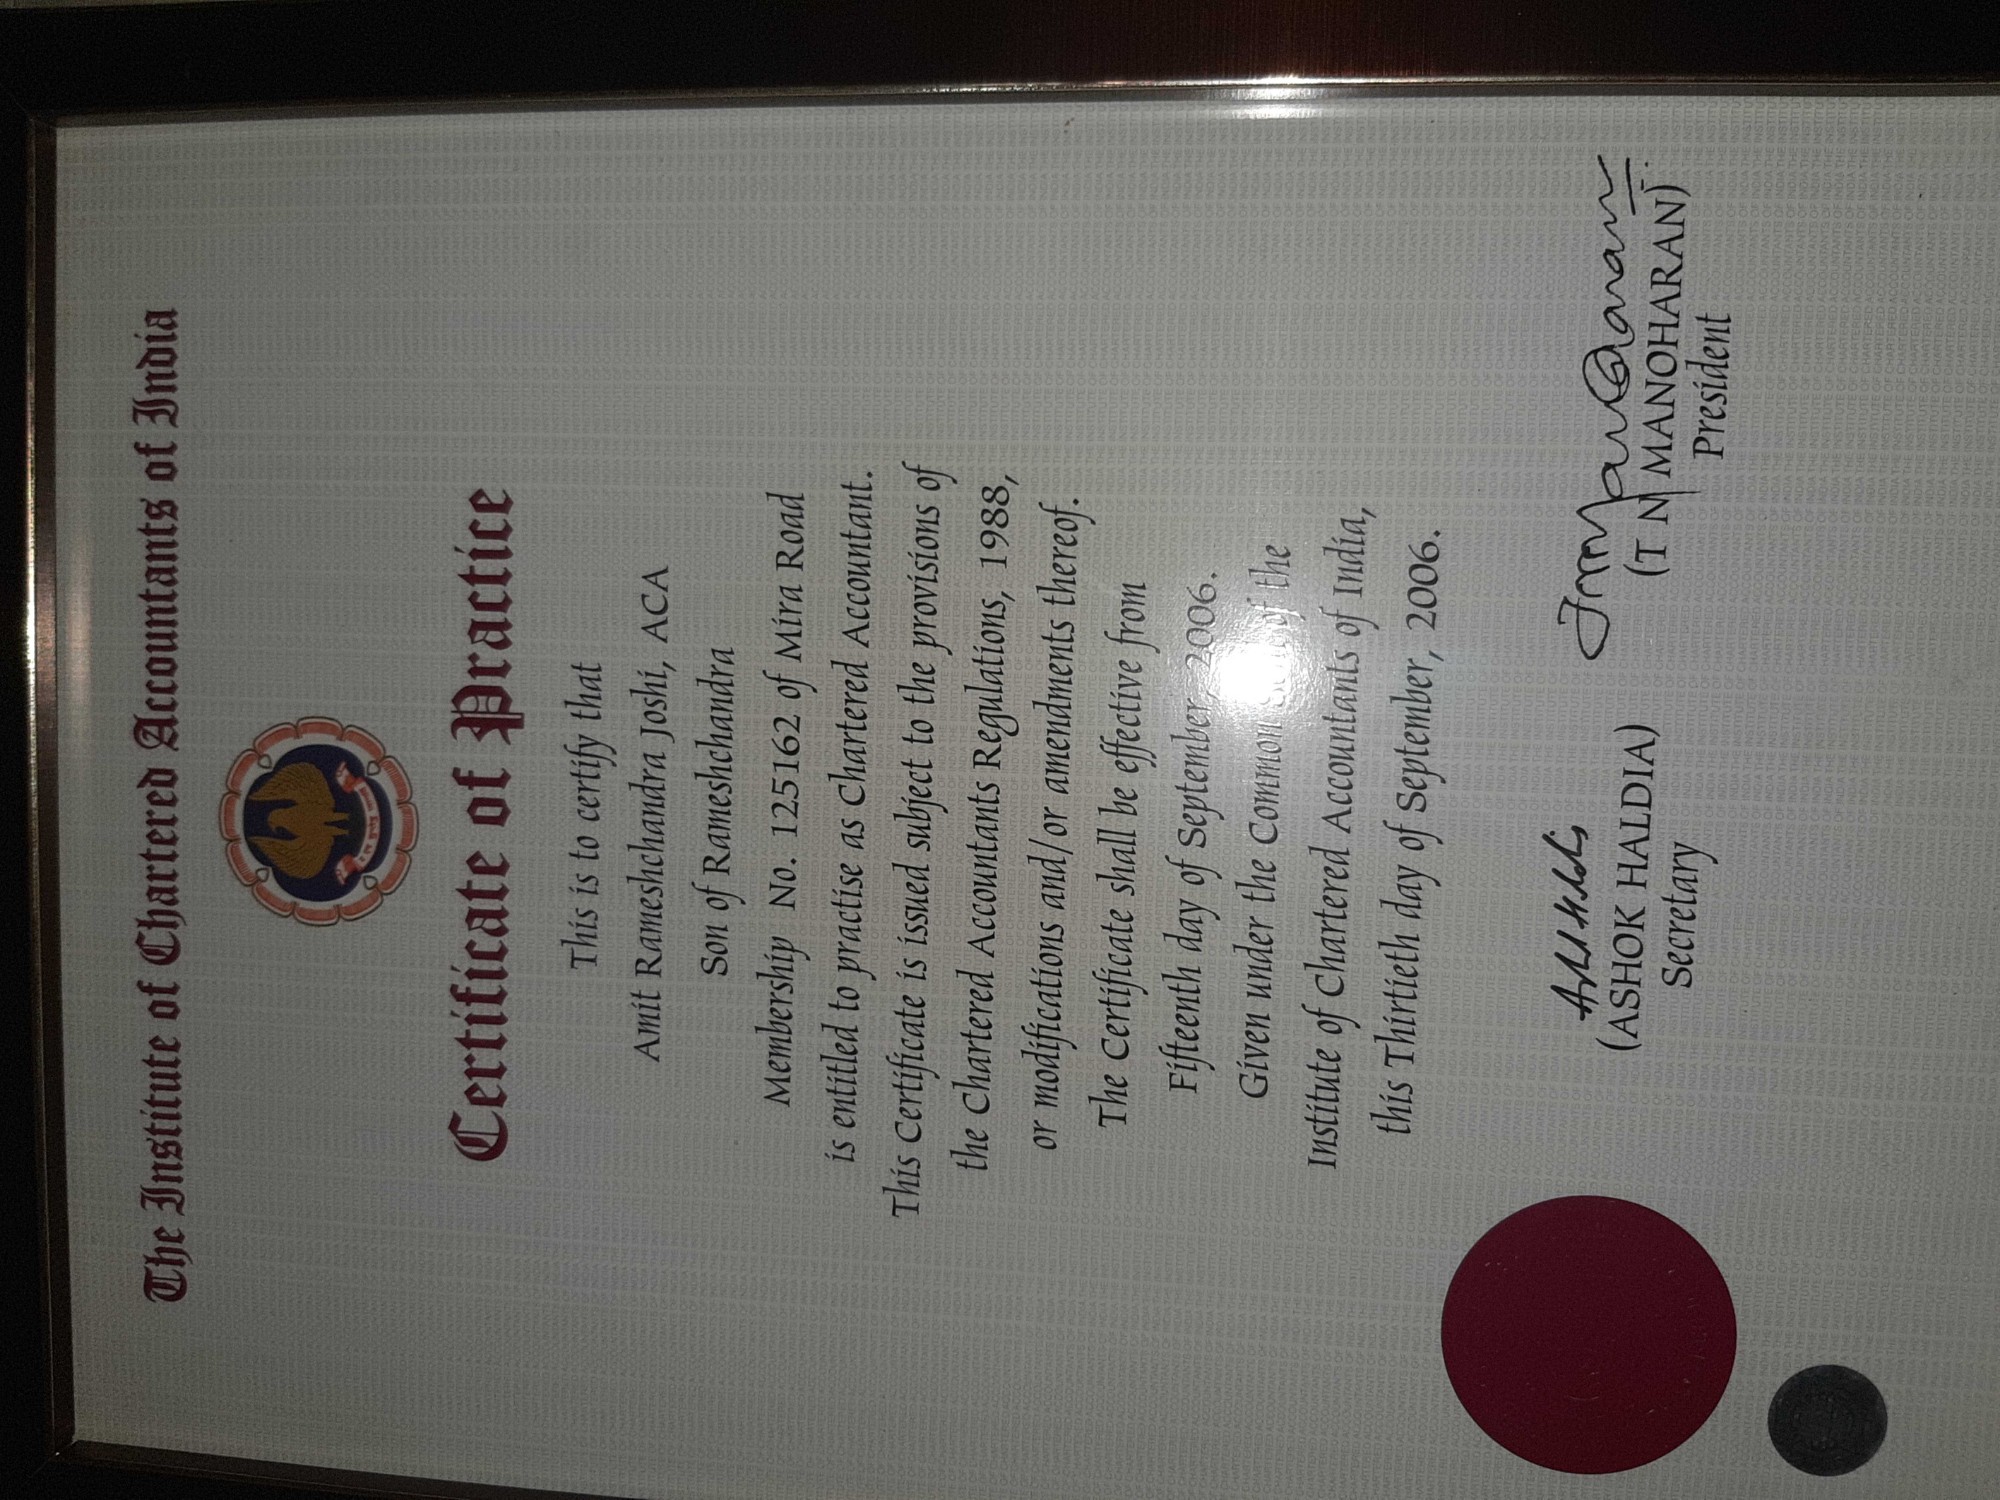 The Institute of Chartered Accountants of India
Certificate of Practice
This is to certify that
Amit Rameshchandra Joshi, ACA
Son of Rameshchandra
Membership No. 125162 of Mira Road
is entitled to practise as Chartered Accountant.
This Certificate is issued subject to the provisions of
the Chartered Accountants Regulations, 1988,
or modifications and/or amendments thereof.
The Certificate shall be effective from
Fifteenth day of September, 2006.
Given under the Common Seal of the
Institute of Chartered Accountants of India,
this Thirtieth day of September, 2006.
(ASHOK HALDIA)
Secretary
(T N MANOHARAN)
President